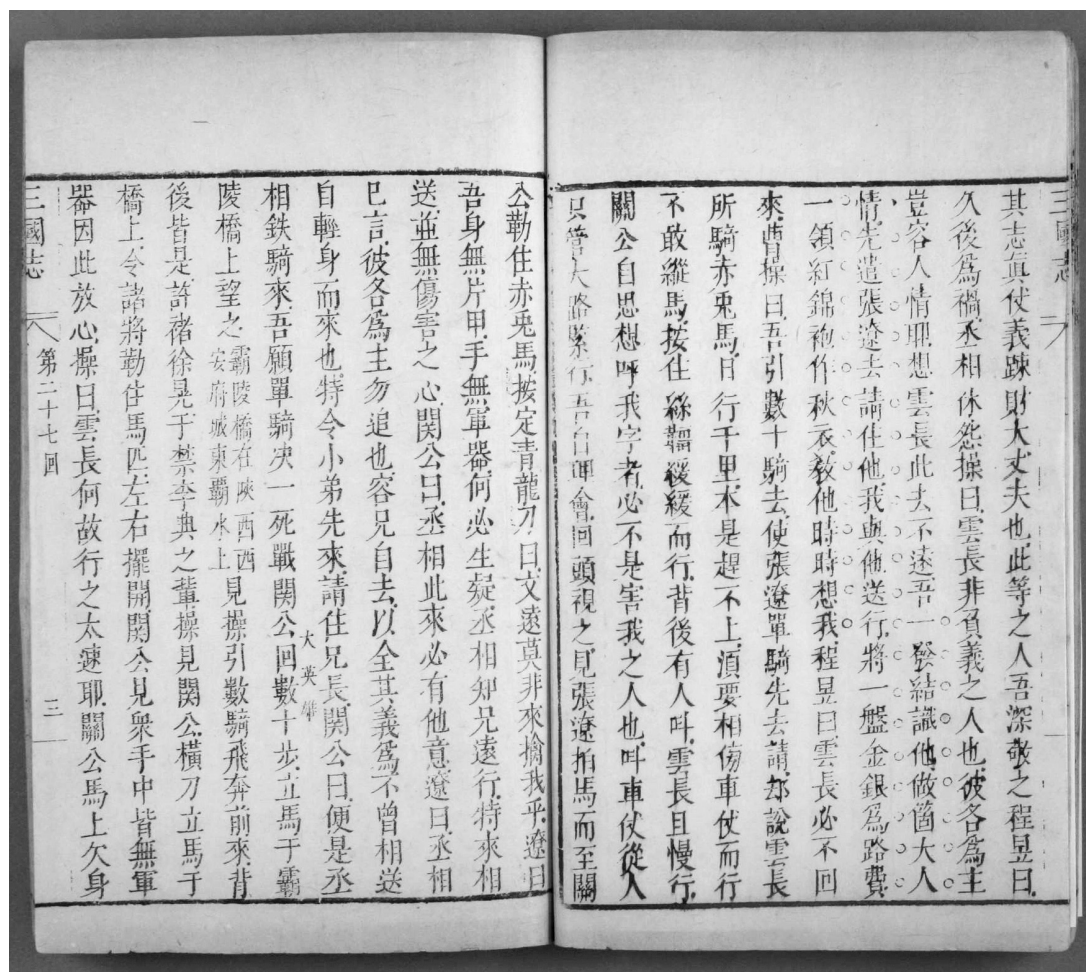 三國志
其志真仗義踈財大丈夫也此等之人吾深敬之程昱曰
久後爲禍丞相休怨操曰雲長非負義之人也彼各爲主
豈容人情耶想雲長此去不遠吾一發結識他做箇大人
情先遣張遼去請住他我與他送行將一盤金銀爲路費
一領紅錦袍作秋衣敎他時時想我程昱曰雲長必不回
來曹操曰吾引數十騎去使張遼單騎先去請却說雲長
所騎赤兎馬日行千里本是趕不上湏要相傍車仗而行
不敢縱馬按住絲韁緩緩而行背後有人叫雲長且慢行
關公自思想呼我字者必不是害我之人也叫車仗從人
只管大路緊行吾自理會回頭視之見張遼拍馬而至關
公勒住赤兎馬按定青龍刀曰文遠莫非來擒我乎遼曰
吾身無片甲手無軍器何必生疑丞相知兄遠行特來相
送並無傷害之心関公曰丞相此來必有他意遼曰丞相
已言彼各爲主勿追也容兄自去以全其義爲不曾相送
自輕身而來也特令小弟先來請住兄長関公曰便是丞
大英雄
相鉄騎來吾願單騎决一死戰関公回數十步立馬于霸
陵橋上望之霸陵橋在陜西西安府城東霸水上見操引數騎飛奔前來背
後皆是許褚徐晃于禁李典之輩操見関公橫刀立馬于
橋上令諸將勒住馬匹左右擺開関公見衆手中皆無軍
器因此放心操曰雲長何故行之太速耶關公馬上欠身
三國志
第二十七囘
三